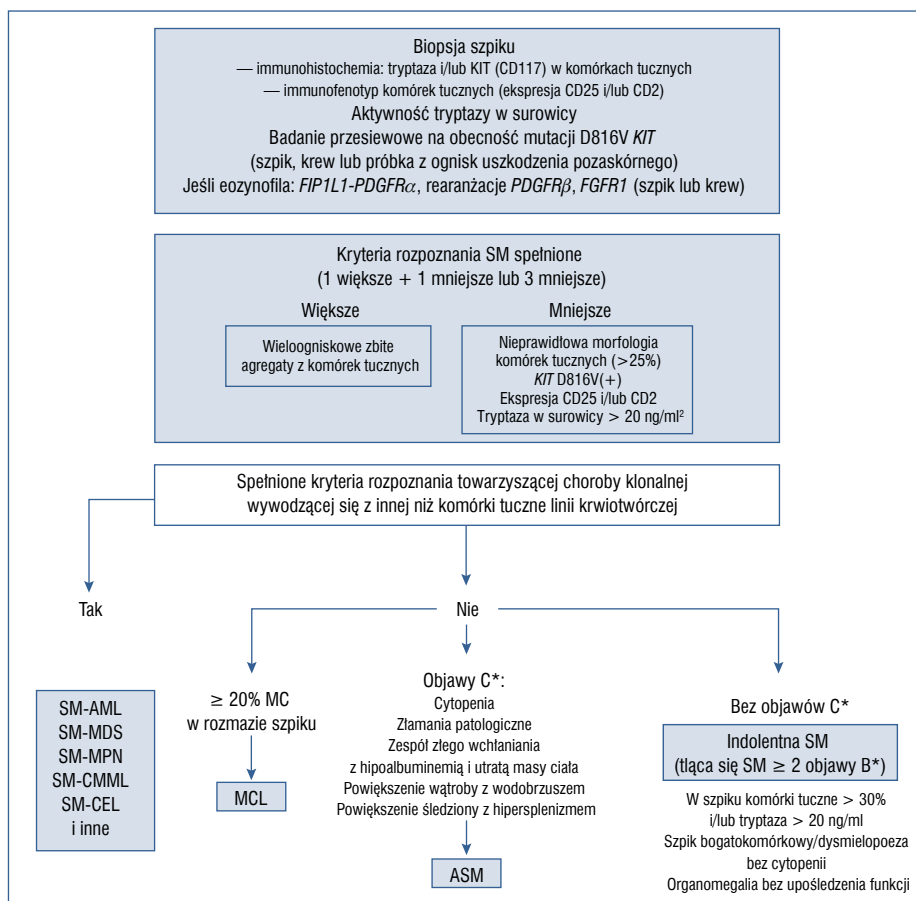 Biopsja szpiku
— immunohistochemia: tryptaza i/lub KIT (CD117) w komórkach tucznych
— immunofenotyp komórek tucznych (ekspresja CD25 i/lub CD2)
Aktywność tryptazy w surowicy
Badanie przesiewowe na obecność mutacji D816V KIT
(szpik, krew lub próbka z ognisk uszkodzenia pozaskórnego)
Jeśli eozynofila: FIP1L1-PDGFRα, rearanżacje PDGFRβ, FGFR1 (szpik lub krew)
Kryteria rozpoznania SM spełnione
(1 większe + 1 mniejsze lub 3 mniejsze)
Większe
Wieloogniskowe zbite
agregaty z komórek tucznych
Mniejsze
Nieprawidłowa morfologia
komórek tucznych (>25%)
KIT D816V(+)
Ekspresja CD25 i/lub CD2
Tryptaza w surowicy > 20 ng/ml²
Spełnione kryteria rozpoznania towarzyszącej choroby klonalnej
wywodzącej się z innej niż komórki tuczne linii krwiotwórczej
Tak
Nie
SM-AML
SM-MDS
SM-MPN
SM-CMML
SM-CEL
i inne
≥ 20% MC
w rozmazie szpiku
MCL
Objawy C*:
Cytopenia
Złamania patologiczne
Zespół złego wchłaniania
z hipoalbuminemią i utratą masy ciała
Powiększenie wątroby z wodobrzuszem
Powiększenie śledziony z hipersplenizmem
ASM
Bez objawów C*
Indolentna SM
(tląca się SM ≥ 2 objawy B*)
W szpiku komórki tuczne > 30%
i/lub tryptaza > 20 ng/ml
Szpik bogatokomórkowy/dysmielopoeza
bez cytopenii
Organomegalia bez upośledzenia funkcji